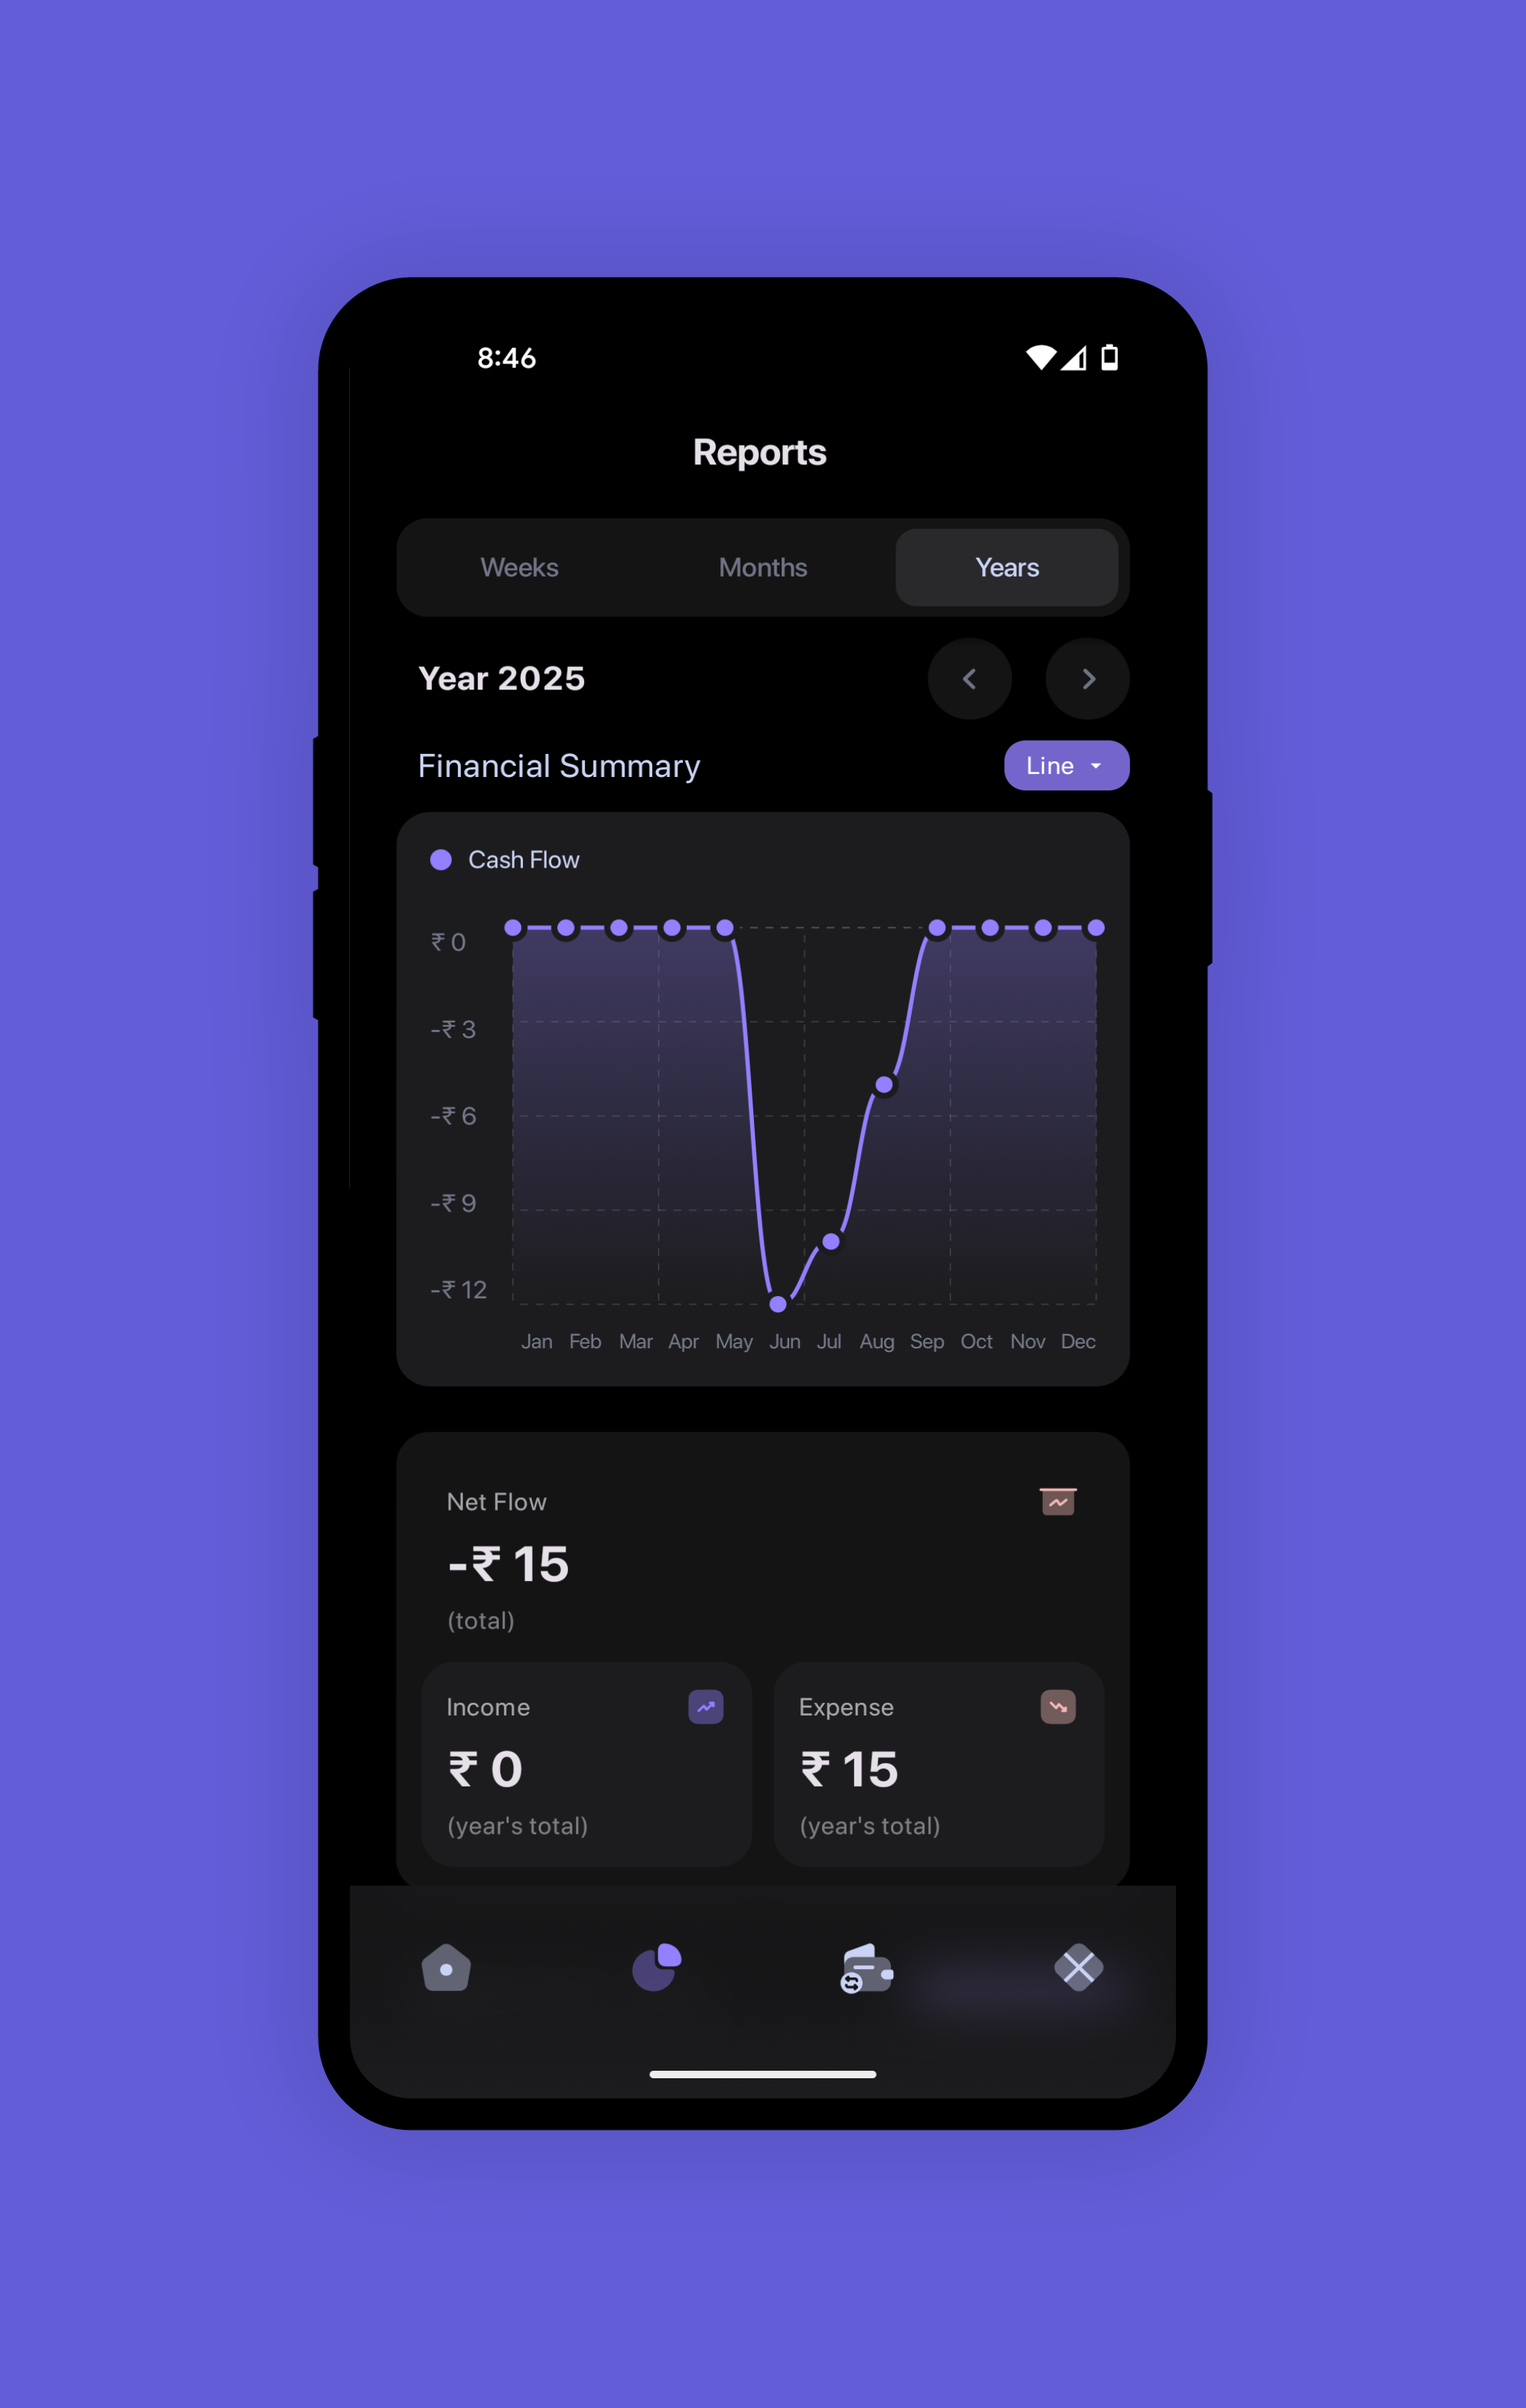 8:46
Reports
Weeks Months Years
Year 2025
Financial Summary Line
Cash Flow
₹ 0
-₹ 3
-₹ 6
-₹ 9
-₹ 12
Jan Feb Mar Apr May Jun Jul Aug Sep Oct Nov Dec
Net Flow
-₹ 15
(total)
Income
₹ 0
(year's total)
Expense
₹ 15
(year's total)